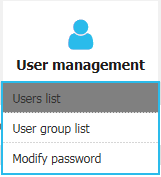 User management
Users list
User group list
Modify password